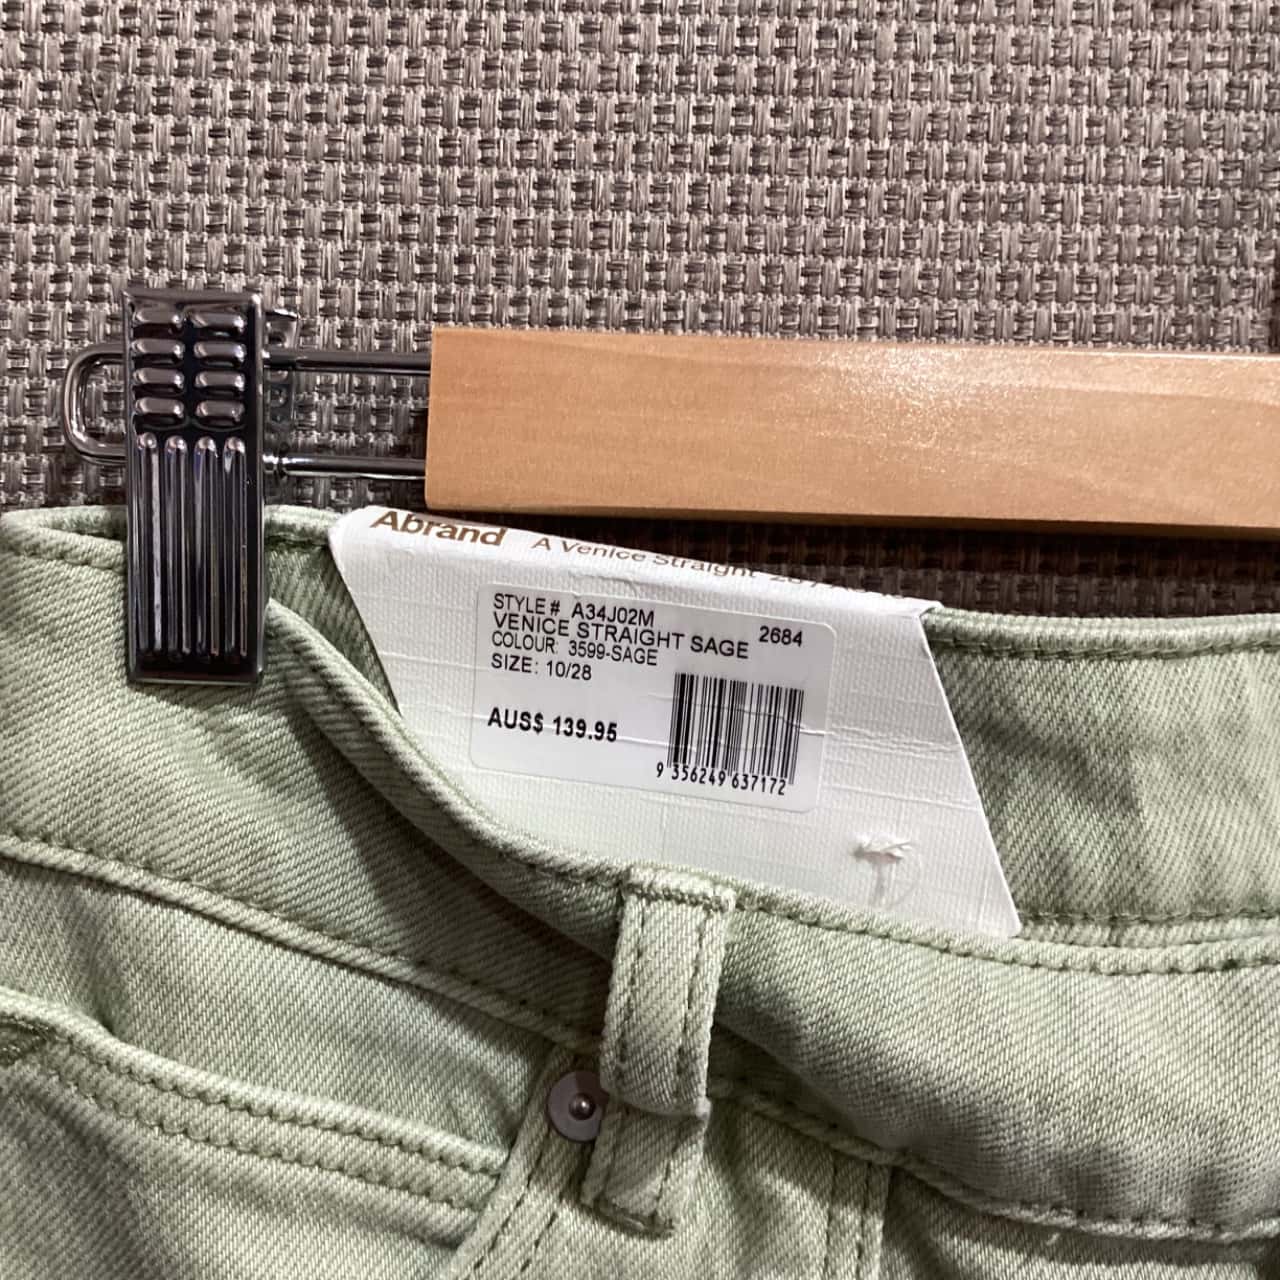 Abrand A Venice Straight
STYLE# A34J02M
VENICE STRAIGHT SAGE 2684
COLOUR: 3599-SAGE
SIZE: 10/28
AUS$ 139.95
9 356249 637172